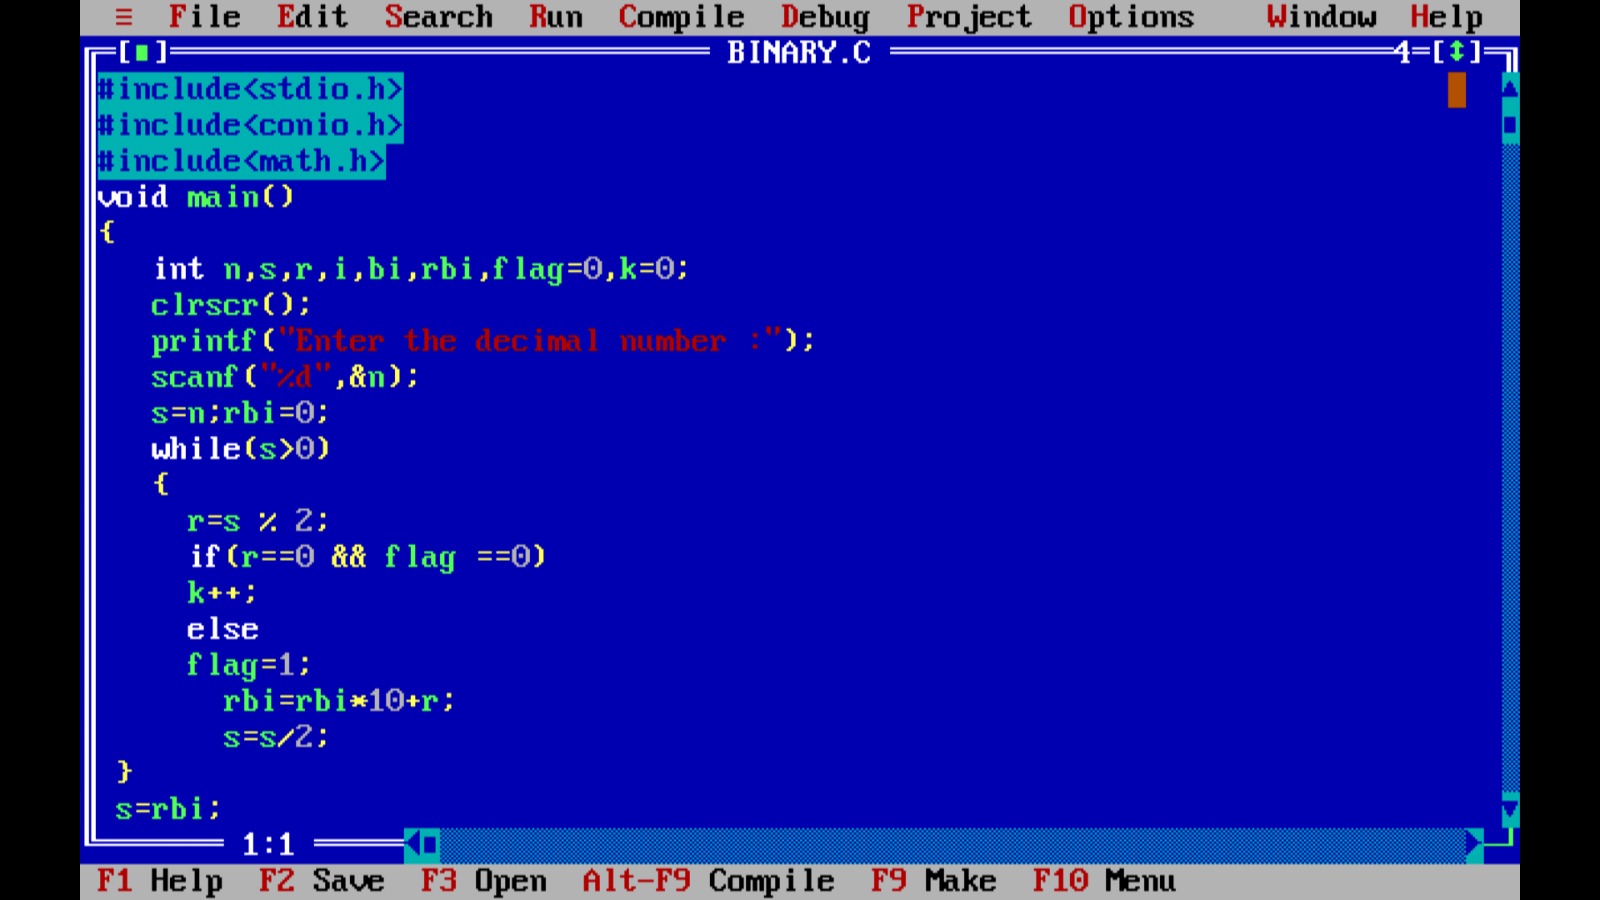 ≡ File Edit Search Run Compile Debug Project Options Window Help
[■] BINARY.C 4=[↕]
#include<stdio.h>
#include<conio.h>
#include<math.h>
void main()
{
int n,s,r,i,bi,rbi,flag=0,k=0;
clrscr();
printf("Enter the decimal number :");
scanf("%d",&n);
s=n;rbi=0;
while(s>0)
{
r=s % 2;
if(r==0 && flag ==0)
k++;
else
flag=1;
rbi=rbi*10+r;
s=s/2;
}
s=rbi;
1:1
F1 Help F2 Save F3 Open Alt-F9 Compile F9 Make F10 Menu